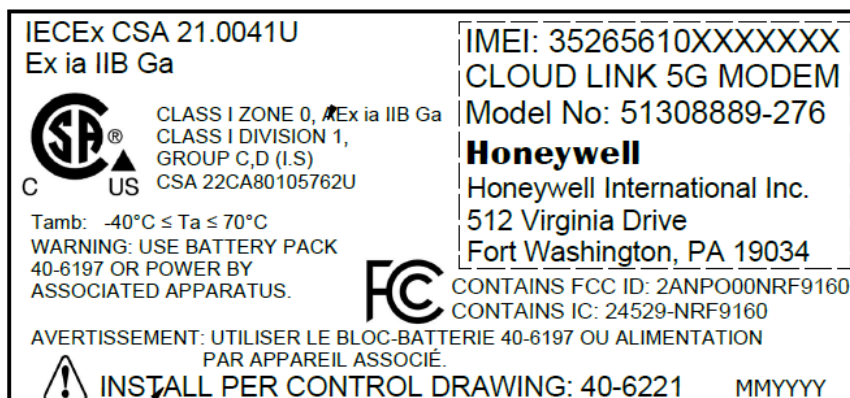 IECEx CSA 21.0041U
Ex ia IIB Ga
CLASS I ZONE 0, AEx ia IIB Ga
CLASS I DIVISION 1,
GROUP C,D (I.S)
CSA 22CA80105762U
CSA®
C US
Tamb: -40°C ≤ Ta ≤ 70°C
WARNING: USE BATTERY PACK
40-6197 OR POWER BY
ASSOCIATED APPARATUS.
IMEI: 35265610XXXXXXX
CLOUD LINK 5G MODEM
Model No: 51308889-276
Honeywell
Honeywell International Inc.
512 Virginia Drive
Fort Washington, PA 19034
FC
CONTAINS FCC ID: 2ANPO00NRF9160
CONTAINS IC: 24529-NRF9160
AVERTISSEMENT: UTILISER LE BLOC-BATTERIE 40-6197 OU ALIMENTATION
PAR APPAREIL ASSOCIÉ.
INSTALL PER CONTROL DRAWING: 40-6221 MMYYYY